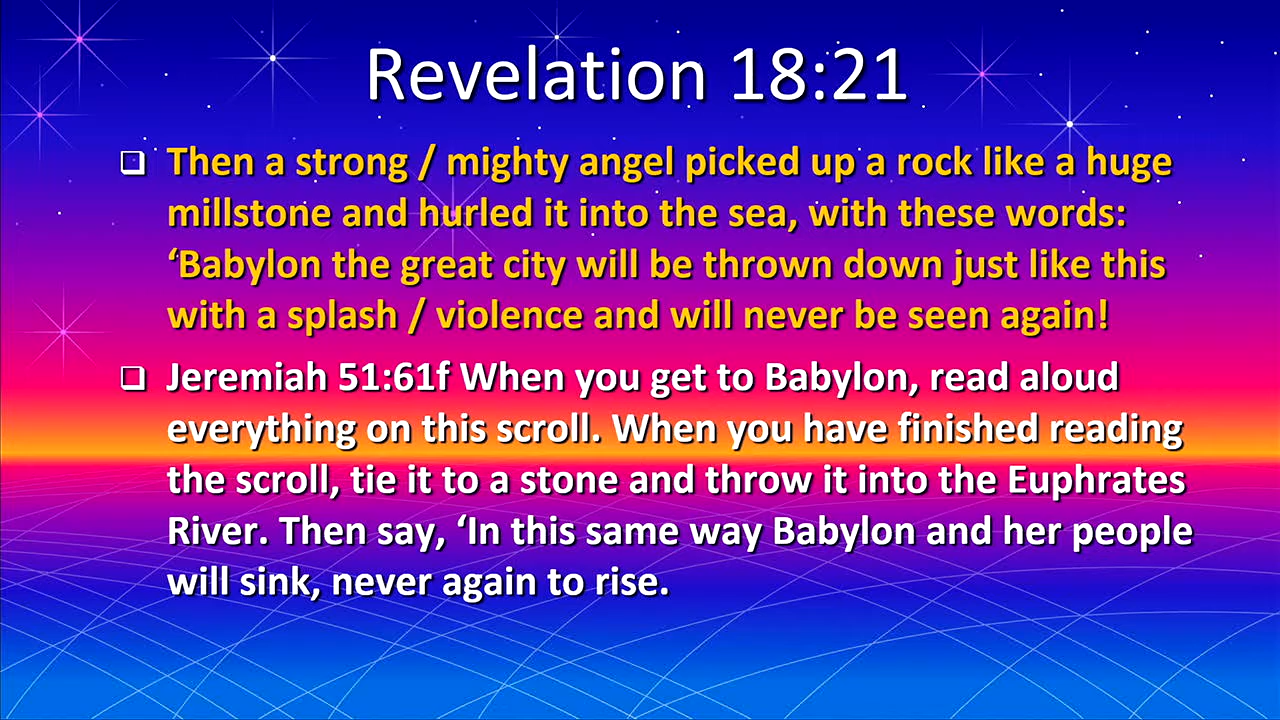 Revelation 18:21
Then a strong / mighty angel picked up a rock like a huge
millstone and hurled it into the sea, with these words:
‘Babylon the great city will be thrown down just like this
with a splash / violence and will never be seen again!
Jeremiah 51:61f When you get to Babylon, read aloud
everything on this scroll. When you have finished reading
the scroll, tie it to a stone and throw it into the Euphrates
River. Then say, ‘In this same way Babylon and her people
will sink, never again to rise.